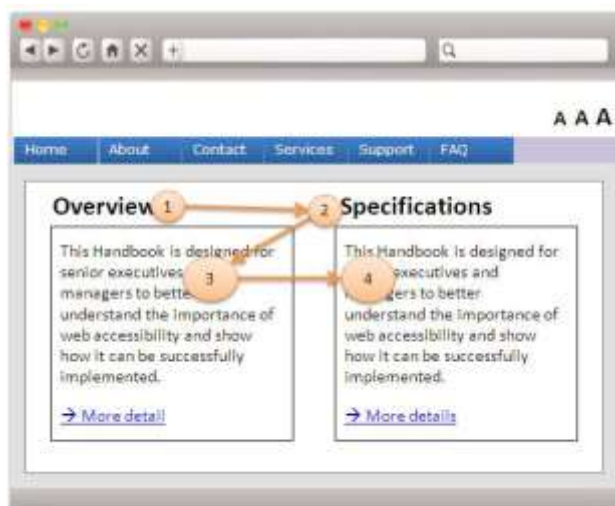 A A A
Home About Contact Services Support FAQ
Overview 1 2 Specifications
This Handbook is designed for
senior executives
managers to bette
understand the importance of
web accessibility and show
how it can be successfully
implemented.
→ More detail
3
This Handbook is designed for
executives and
gers to better
understand the importance of
web accessibility and show
how it can be successfully
implemented.
→ More details
4